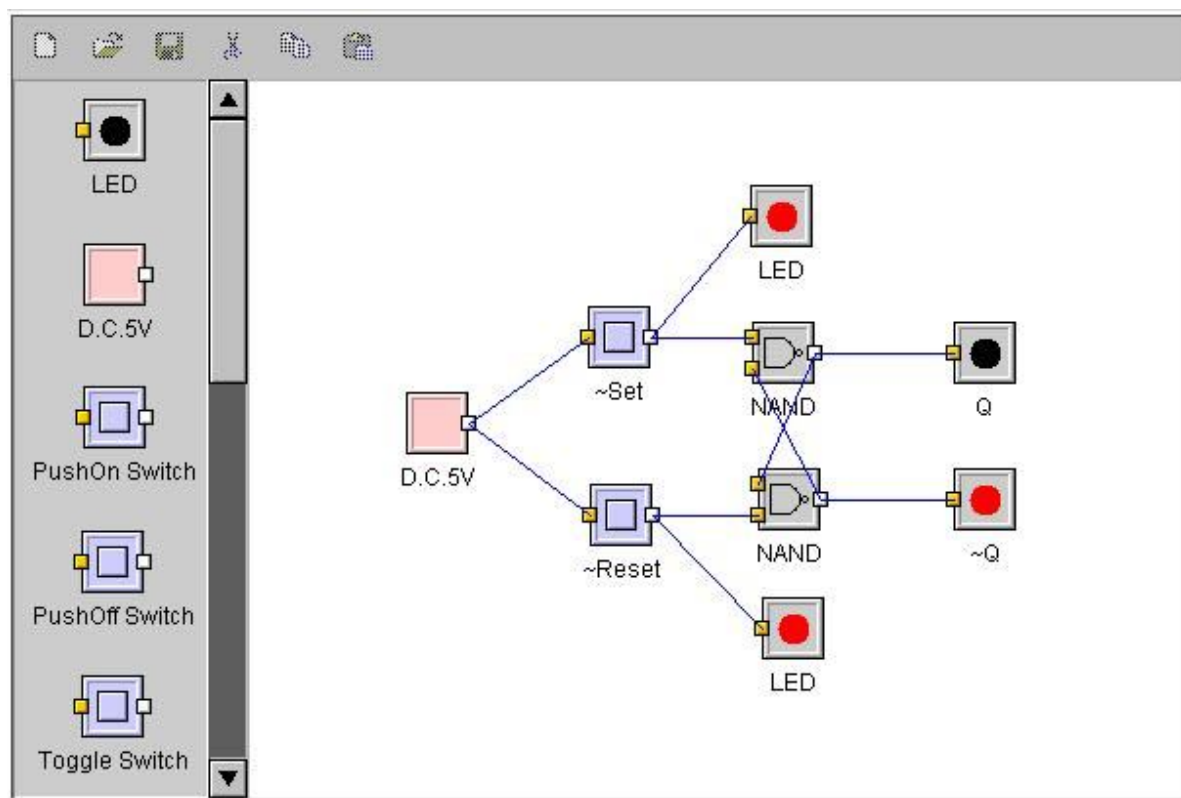 LED
D.C.5V
PushOn Switch
PushOff Switch
Toggle Switch
LED
~Set
NAND
Q
D.C.5V
~Reset
NAND
~Q
LED